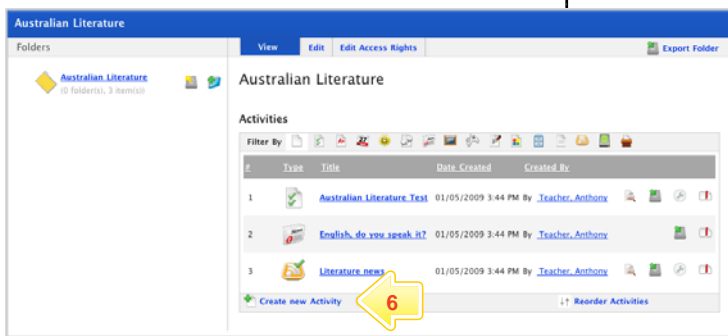 Australian Literature
Folders
View Edit Edit Access Rights Export Folder
Australian Literature
(0 folder(s), 3 item(s))
Australian Literature
Activities
Filter By
# Type Title Date Created Created By
1 Australian Literature Test 01/05/2009 3:44 PM By Teacher, Anthony
2 English, do you speak it? 01/05/2009 3:44 PM By Teacher, Anthony
3 Literature news 01/05/2009 3:44 PM By Teacher, Anthony
Create new Activity 6 Reorder Activities